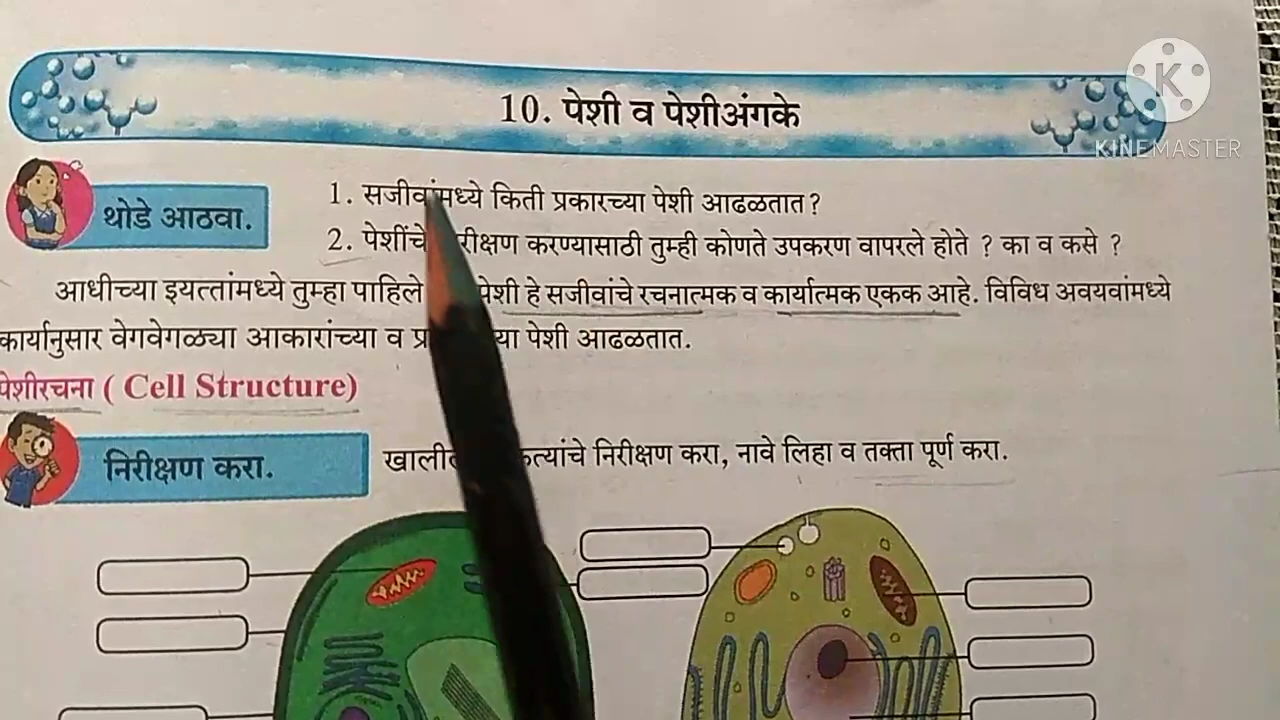 10. पेशी व पेशीअंगके
K
KINEMASTER
थोडे आठवा.
1. सजीवांमध्ये किती प्रकारच्या पेशी आढळतात ?
2. पेशींचे करण्यासाठी तुम्ही कोणते उपकरण वापरले होते ? का व कसे ?
आधीच्या इयत्तांमध्ये तुम्हा पाहिले पेशी हे सजीवांचे रचनात्मक व कार्यात्मक एकक आहे. विविध अवयवांमध्ये
कार्यानुसार वेगवेगळ्या आकारांच्या व पेशी आढळतात.
पेशीरचना ( Cell Structure)
निरीक्षण करा.
निरीक्षण करा, नावे लिहा व तक्ता पूर्ण करा.